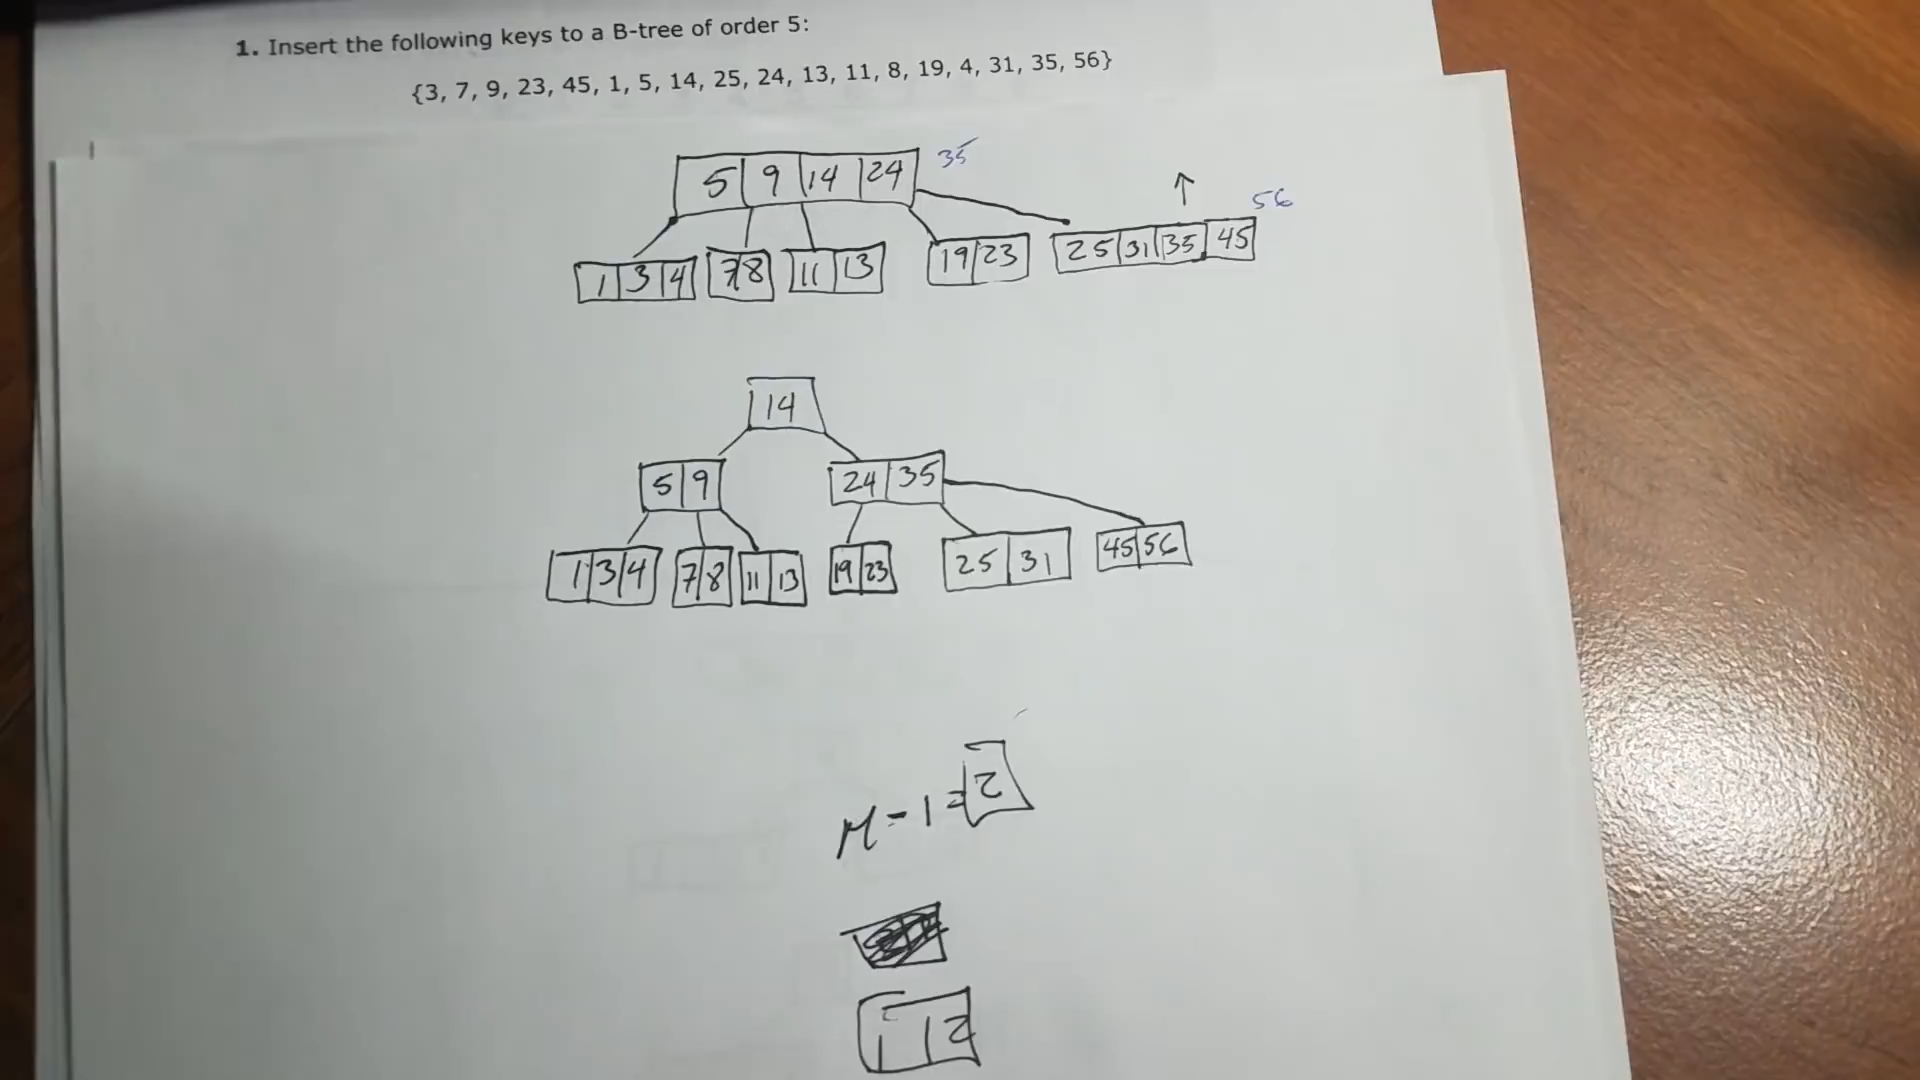 1. Insert the following keys to a B-tree of order 5:
{3, 7, 9, 23, 45, 1, 5, 14, 25, 24, 13, 11, 8, 19, 4, 31, 35, 56}
5 9 14 24 35
56
1 3 4 7 8 11 13 19 23 25 31 35 45
14
5 9 24 35
1 3 4 7 8 11 13 19 23 25 31 45 56
M-1=2
1 2